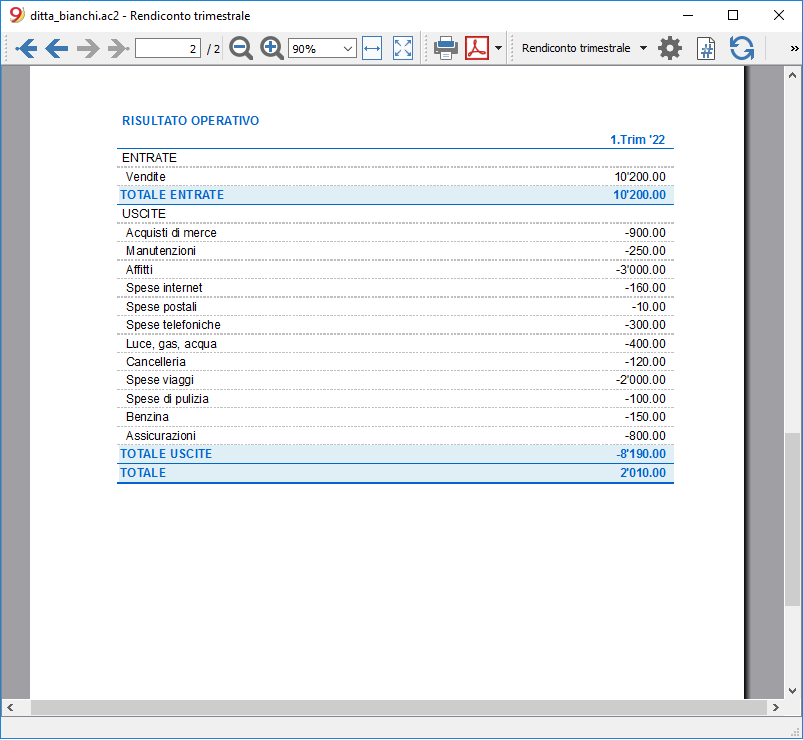 ditta_bianchi.ac2 - Rendiconto trimestrale
2 / 2 90% Rendiconto trimestrale # »
RISULTATO OPERATIVO
1.Trim '22
ENTRATE
Vendite 10'200.00
TOTALE ENTRATE 10'200.00
USCITE
Acquisti di merce -900.00
Manutenzioni -250.00
Affitti -3'000.00
Spese internet -160.00
Spese postali -10.00
Spese telefoniche -300.00
Luce, gas, acqua -400.00
Cancelleria -120.00
Spese viaggi -2'000.00
Spese di pulizia -100.00
Benzina -150.00
Assicurazioni -800.00
TOTALE USCITE -8'190.00
TOTALE 2'010.00